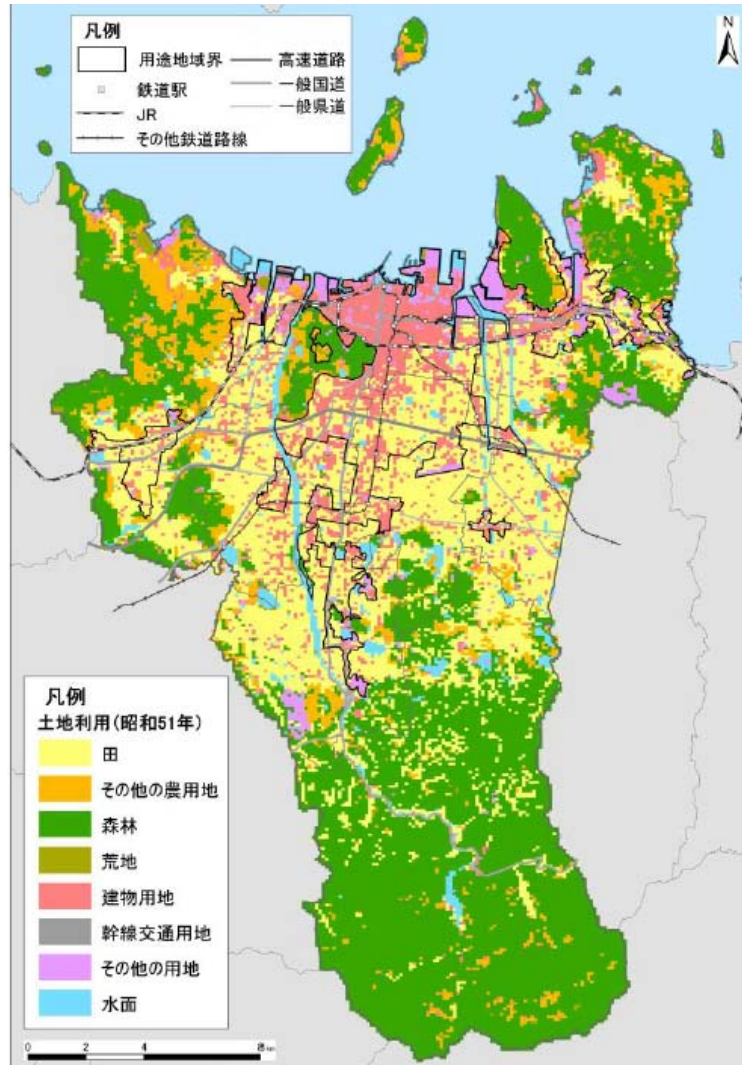 凡例
用途地域界
鉄道駅
JR
その他鉄道路線
高速道路
一般国道
一般県道
N
凡例
土地利用(昭和51年)
田
その他の農用地
森林
荒地
建物用地
幹線交通用地
その他の用地
水面
0 2 4 8 km